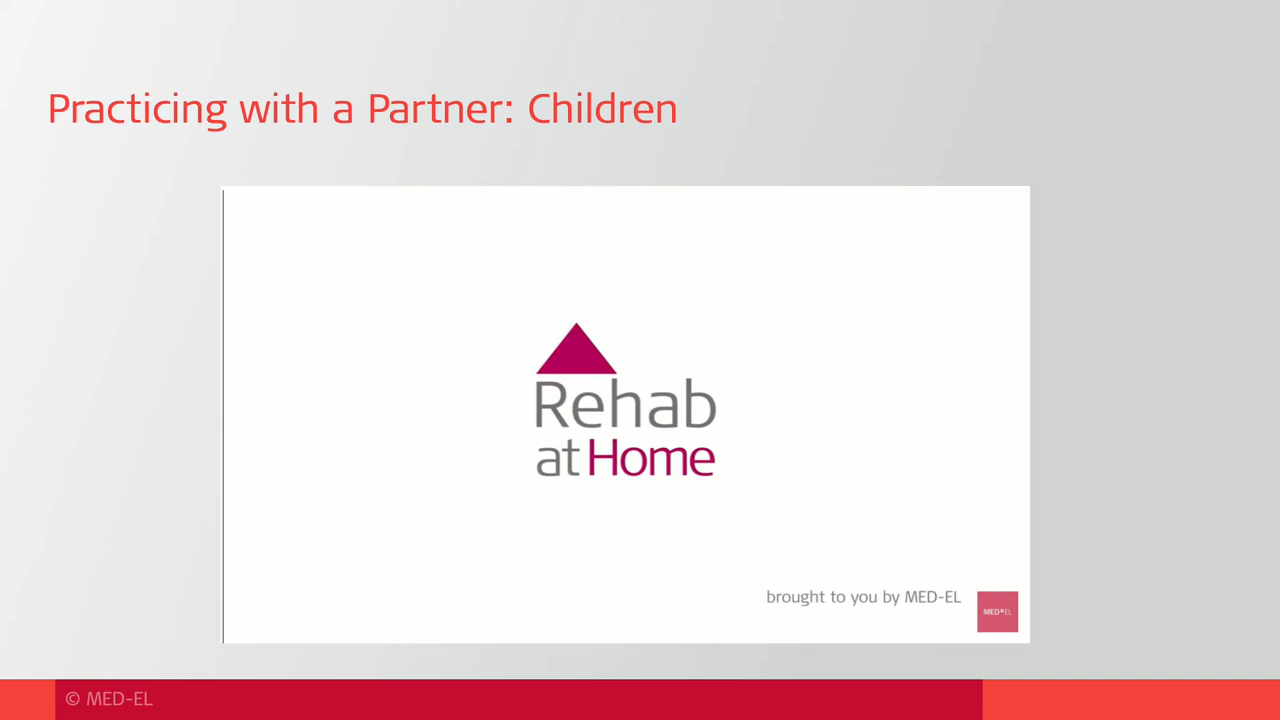 Practicing with a Partner: Children
Rehab
at Home
brought to you by MED-EL
MED•EL
© MED-EL